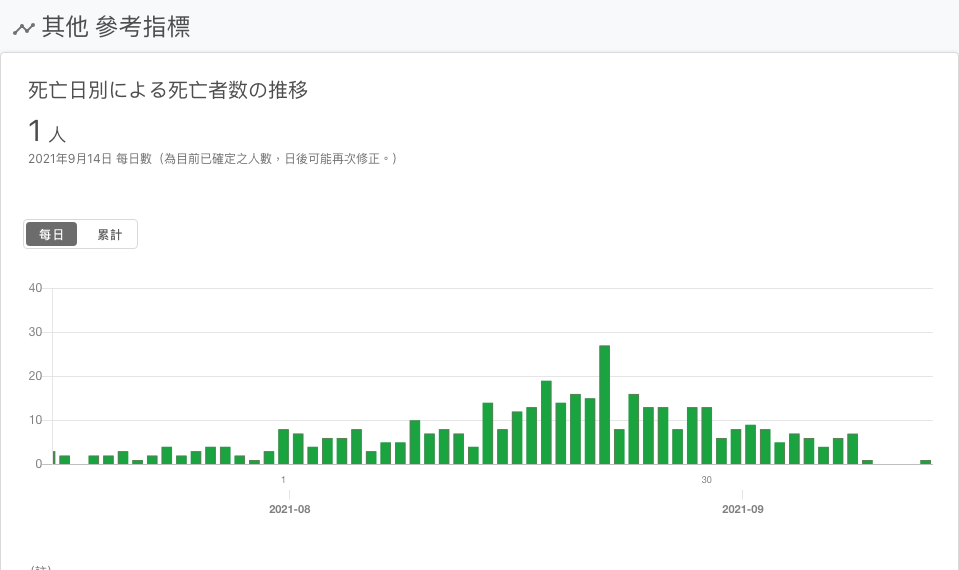 其他 參考指標
死亡日別による死亡者数の推移
1 人
2021年9月14日 每日數（為目前已確定之人數，日後可能再次修正。）
每日 累計
40
30
20
10
0
1 30
2021-08 2021-09